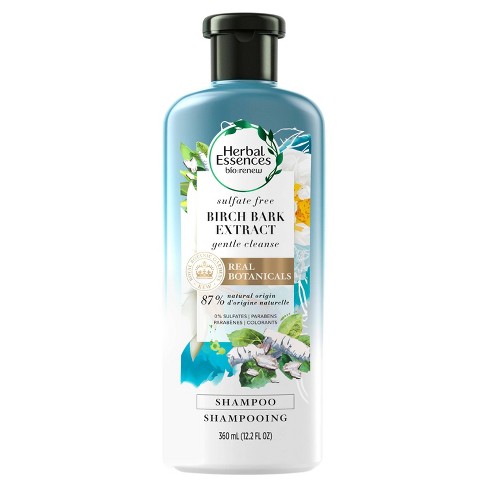 Herbal
Essences
bio:renew
sulfate free
BIRCH BARK
EXTRACT
gentle cleanse
KEW
REAL
BOTANICALS
87% natural origin
d'origine naturelle
0% SULFATES | PARABENS
PARABÈNES | COLORANTS
SHAMPOO
SHAMPOOING
360 mL (12.2 FL OZ)